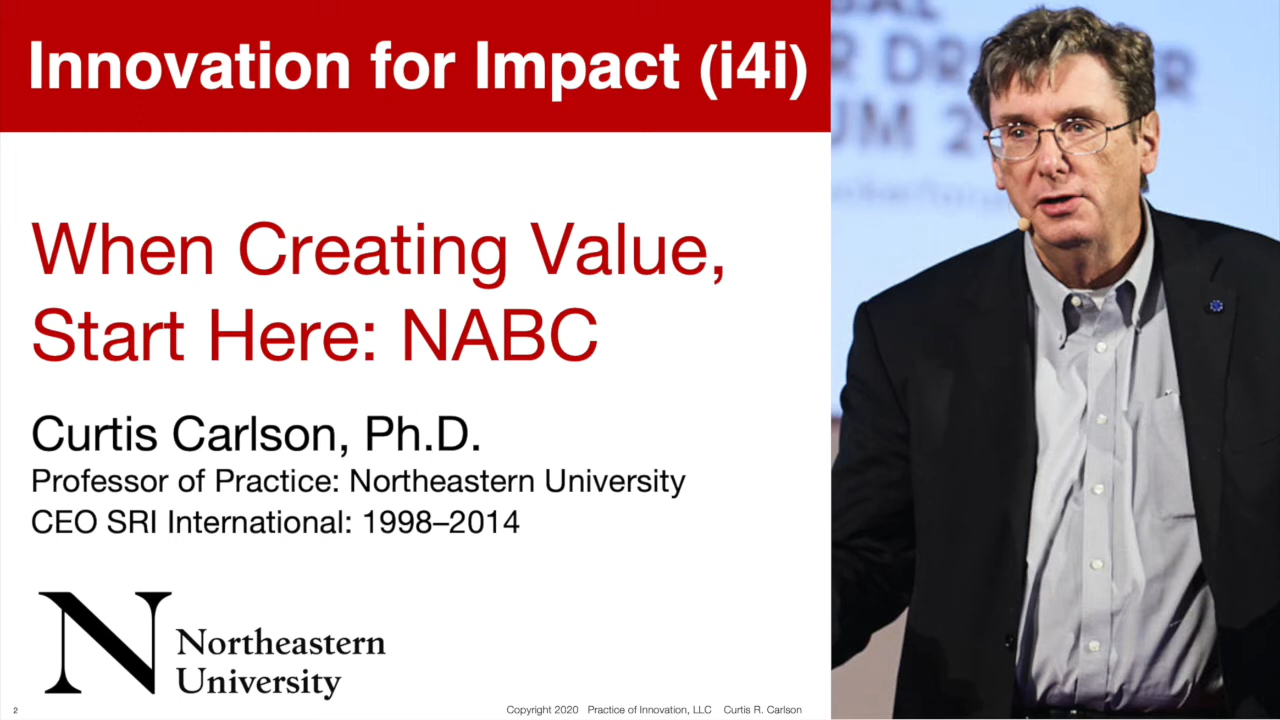 Innovation for Impact (i4i)
When Creating Value,
Start Here: NABC
Curtis Carlson, Ph.D.
Professor of Practice: Northeastern University
CEO SRI International: 1998–2014
N Northeastern
University
2
Copyright 2020 Practice of Innovation, LLC Curtis R. Carlson